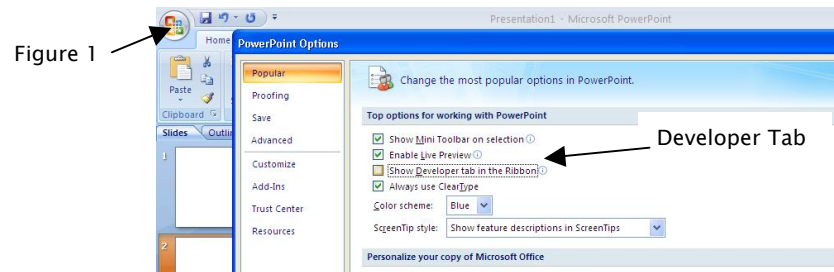 Presentation1 - Microsoft PowerPoint
Figure 1
Home
PowerPoint Options
Paste
Clipboard
Slides
1
2
Popular
Proofing
Save
Advanced
Customize
Add-Ins
Trust Center
Resources
Change the most popular options in PowerPoint.
Top options for working with PowerPoint
Show Mini Toolbar on selection
Enable Live Preview
Show Developer tab in the Ribbon
Always use ClearType
Color scheme: Blue
ScreenTip style: Show feature descriptions in ScreenTips
Personalize your copy of Microsoft Office
Developer Tab